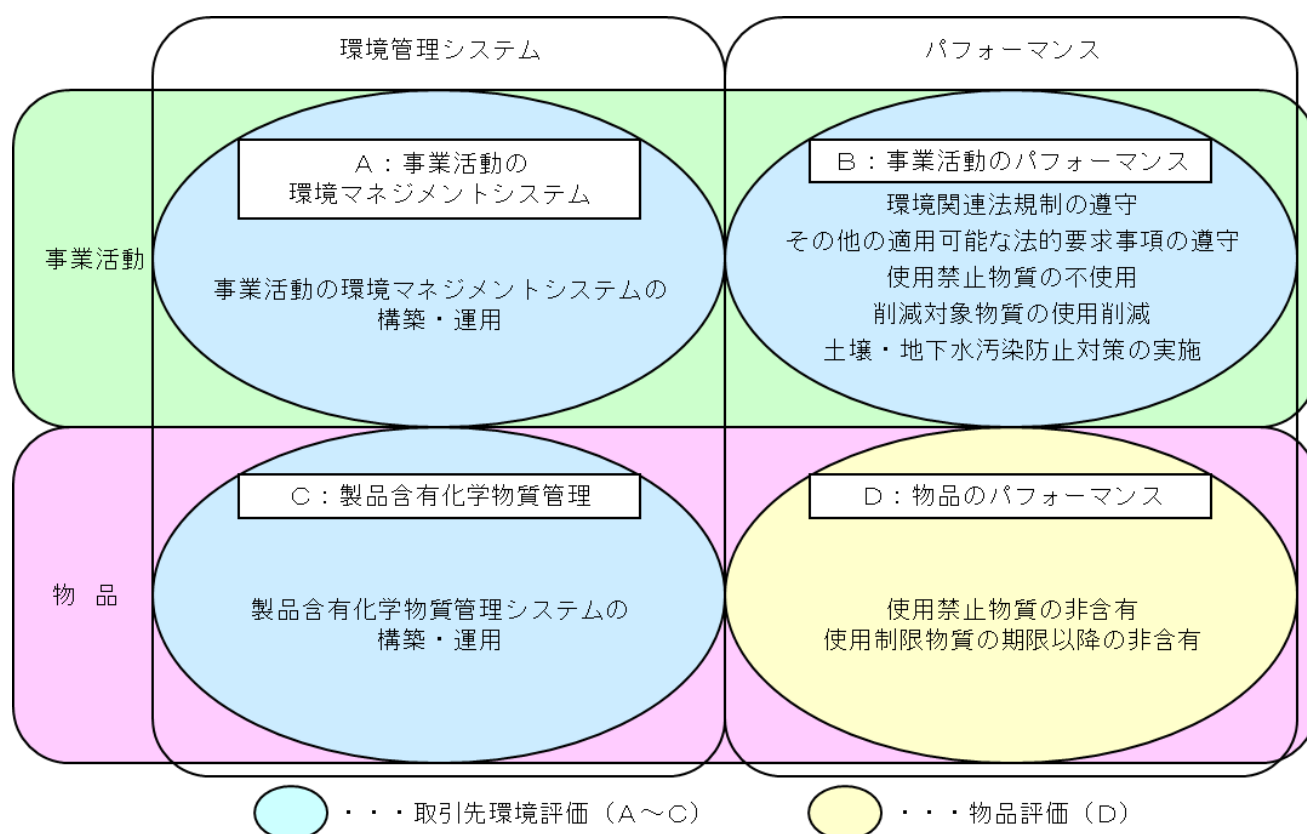 環境管理システム
パフォーマンス
事業活動
A:事業活動の
環境マネジメントシステム
事業活動の環境マネジメントシステムの
構築・運用
B:事業活動のパフォーマンス
環境関連法規制の遵守
その他の適用可能な法的要求事項の遵守
使用禁止物質の不使用
削減対象物質の使用削減
土壌・地下水汚染防止対策の実施
物 品
C:製品含有化学物質管理
製品含有化学物質管理システムの
構築・運用
D:物品のパフォーマンス
使用禁止物質の非含有
使用制限物質の期限以降の非含有
・・・取引先環境評価(A～C)
・・・物品評価(D)